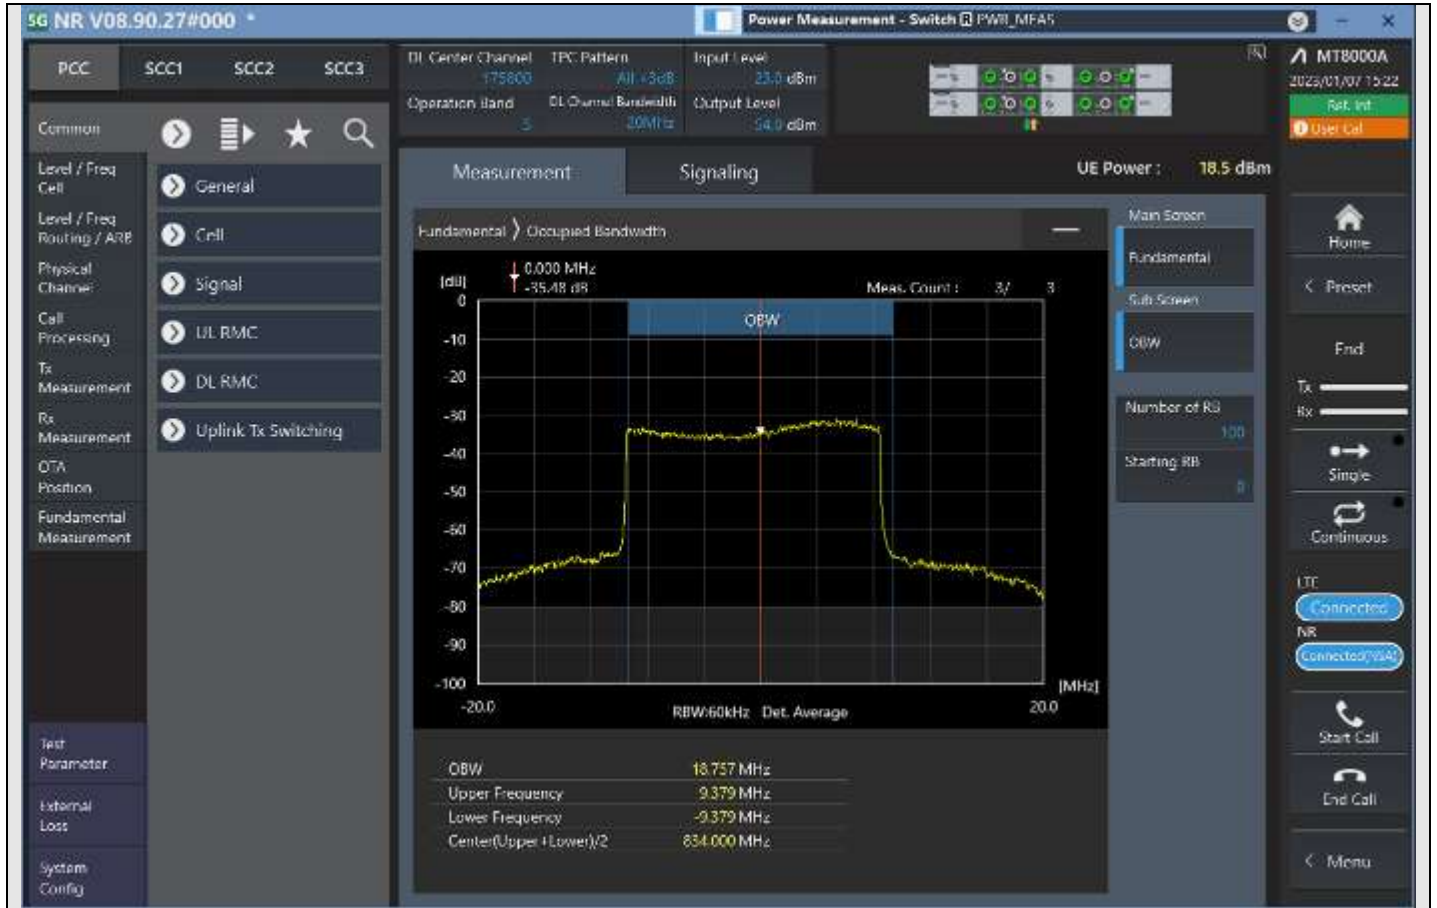 5G NR V08.90.27#000 *
Power Measurement - Switch R PWR_MEAS
PCC SCC1 SCC2 SCC3
DL Center Channel TPC Pattern Input Level
175800 All +3dB 23.0 dBm
Operation Band DL Channel Bandwidth Output Level
5 20MHz 54.0 dBm
MT8000A
2023/01/07 15:22
Ref. Int
User Cal
Common
Level / Freq
Cell
Level / Freq
Routing / ARB
Physical
Channel
Call
Processing
Tx
Measurement
Rx
Measurement
OTA
Position
Fundamental
Measurement
Test
Parameter
External
Loss
System
Config
General
Cell
Signal
UL RMC
DL RMC
Uplink Tx Switching
Measurement Signaling
UE Power : 18.5 dBm
Fundamental > Occupied Bandwidth
[dB]
0.000 MHz
-35.48 dB
Meas. Count : 3/ 3
OBW
0
-10
-20
-30
-40
-50
-60
-70
-80
-90
-100
-20.0
RBW:60kHz Det. Average
20.0
[MHz]
OBW 18.757 MHz
Upper Frequency 9.379 MHz
Lower Frequency -9.379 MHz
Center(Upper+Lower)/2 834.000 MHz
Main Screen
Fundamental
Sub Screen
OBW
Number of RB
100
Starting RB
0
Home
< Preset
End
Tx
Rx
Single
Continuous
LTE
Connected
NR
Connected(NSA)
Start Call
End Call
< Menu